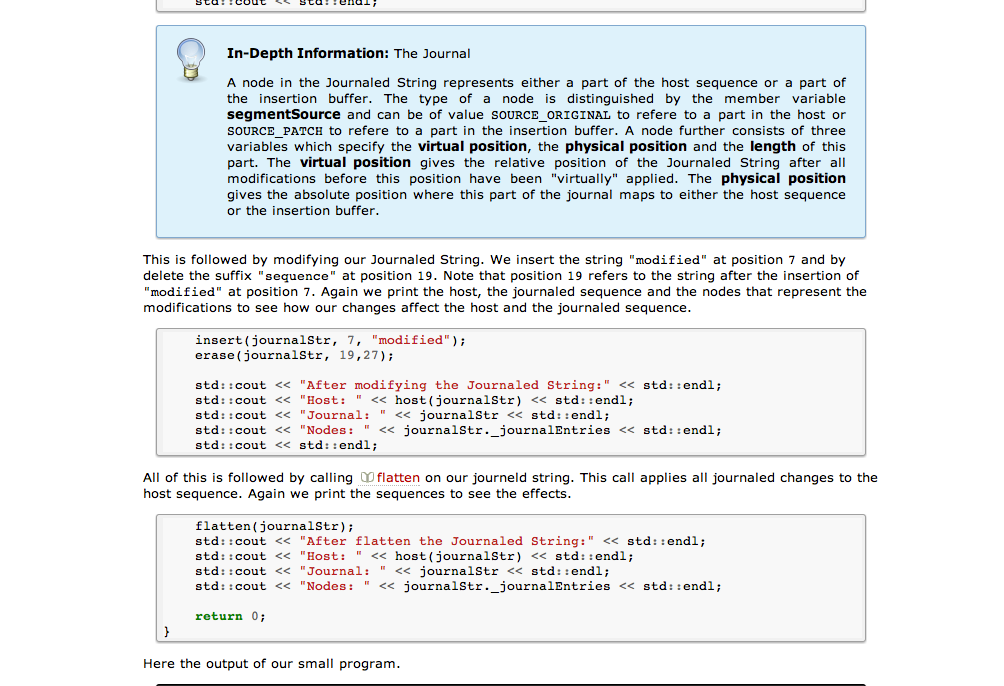 std::cout << std::endl;
In-Depth Information: The Journal
A node in the Journaled String represents either a part of the host sequence or a part of
the insertion buffer. The type of a node is distinguished by the member variable
segmentSource and can be of value SOURCE_ORIGINAL to refere to a part in the host or
SOURCE_PATCH to refere to a part in the insertion buffer. A node further consists of three
variables which specify the virtual position, the physical position and the length of this
part. The virtual position gives the relative position of the Journaled String after all
modifications before this position have been "virtually" applied. The physical position
gives the absolute position where this part of the journal maps to either the host sequence
or the insertion buffer.
This is followed by modifying our Journaled String. We insert the string "modified" at position 7 and by
delete the suffix "sequence" at position 19. Note that position 19 refers to the string after the insertion of
"modified" at position 7. Again we print the host, the journaled sequence and the nodes that represent the
modifications to see how our changes affect the host and the journaled sequence.
insert(journalStr, 7, "modified");
erase(journalStr, 19,27);
std::cout << "After modifying the Journaled String:" << std::endl;
std::cout << "Host: " << host(journalStr) << std::endl;
std::cout << "Journal: " << journalStr << std::endl;
std::cout << "Nodes: " << journalStr._journalEntries << std::endl;
std::cout << std::endl;
All of this is followed by calling flatten on our journeld string. This call applies all journaled changes to the
host sequence. Again we print the sequences to see the effects.
flatten(journalStr);
std::cout << "After flatten the Journaled String:" << std::endl;
std::cout << "Host: " << host(journalStr) << std::endl;
std::cout << "Journal: " << journalStr << std::endl;
std::cout << "Nodes: " << journalStr._journalEntries << std::endl;
return 0;
}
Here the output of our small program.